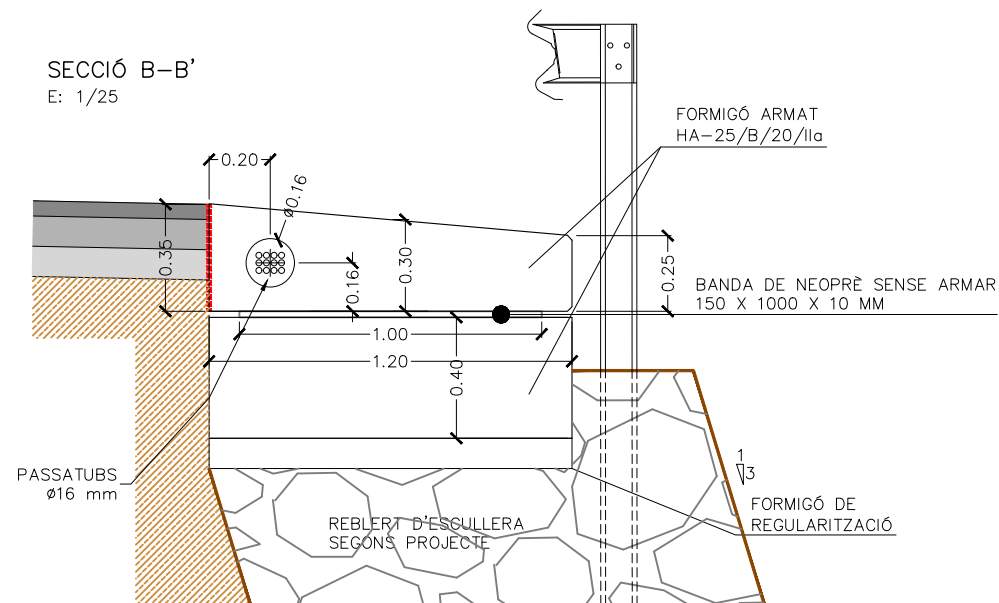 SECCIÓ B-B'
E: 1/25
FORMIGÓ ARMAT
HA-25/B/20/IIa
0.20
Ø0.16
0.35
0.16
0.30
0.25
BANDA DE NEOPRÈ SENSE ARMAR
150 X 1000 X 10 MM
1.00
1.20
0.40
PASSATUBS
Ø16 mm
1
3
REBLERT D'ESCULLERA
SEGONS PROJECTE
FORMIGÓ DE
REGULARITZACIÓ